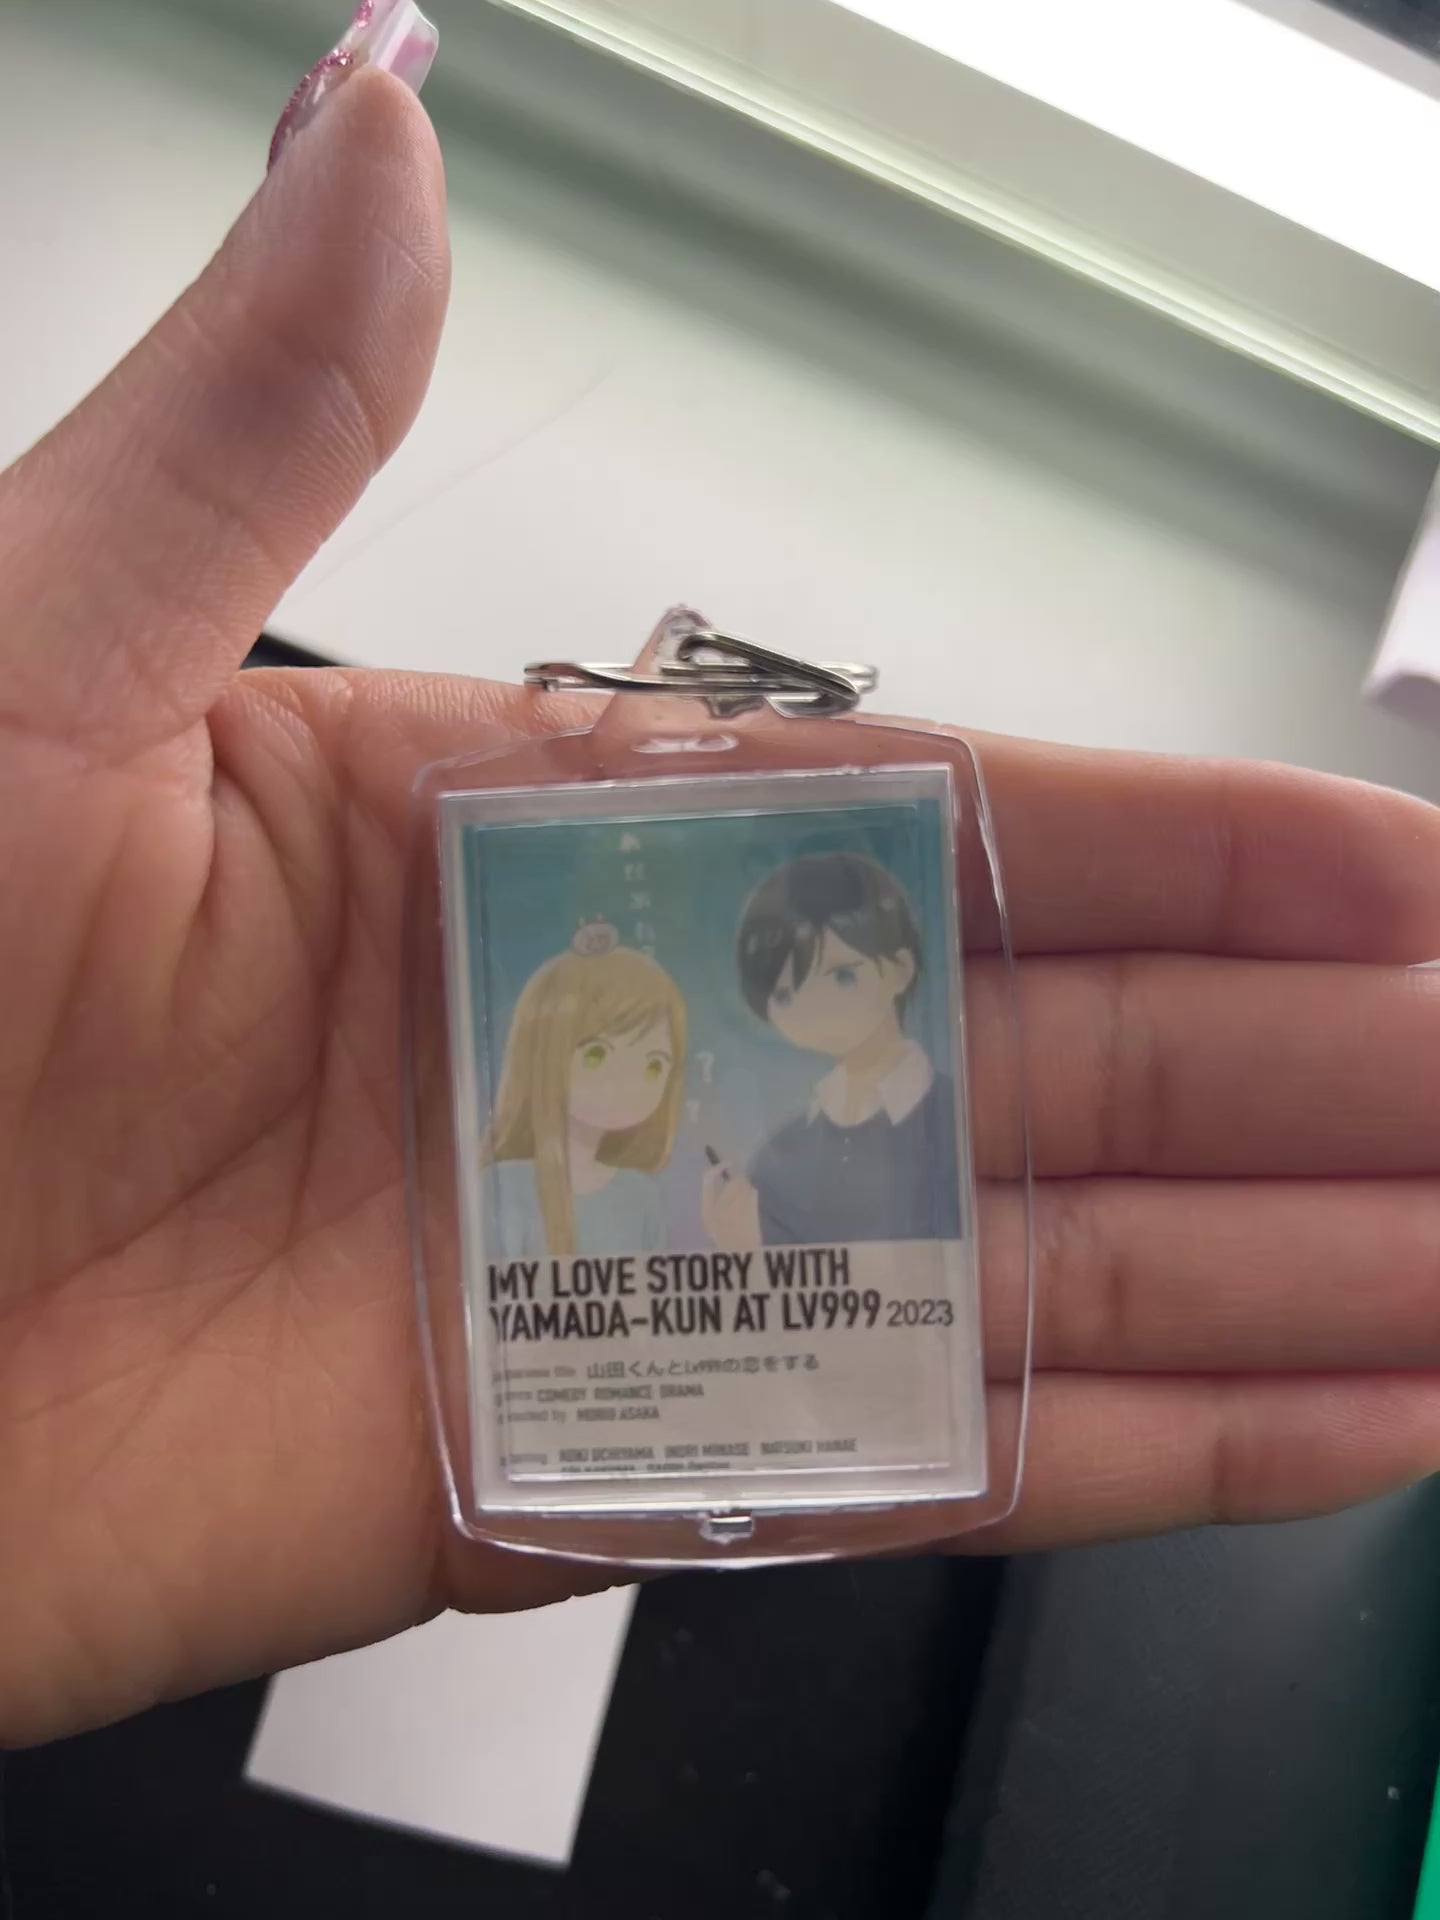 MY LOVE STORY WITH
YAMADA-KUN AT LV999 2023
山田くんとLv999の恋をする
COMEDY ROMANCE DRAMA
by MORIO ASAKA
KOKI UCHIYAMA INORI MINASE NATSUKI HANAE